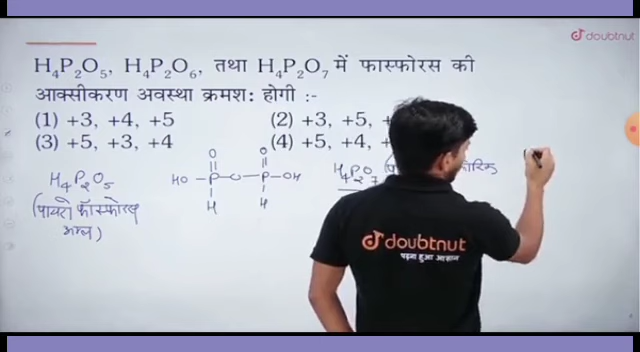 doubtnut
H₄P₂O₅, H₄P₂O₆, तथा H₄P₂O₇ में फास्फोरस की
आक्सीकरण अवस्था क्रमश: होगी :-
(1) +3, +4, +5
(2) +3, +5, +
(3) +5, +3, +4
(4) +5, +4, +
H₄P₂O₅
(पायरो फॉस्फोरस
अम्ल)
O O
HO-P-O-P-OH
H H
H₄P₂O₇
doubtnut
पढ़ना हुआ आसान